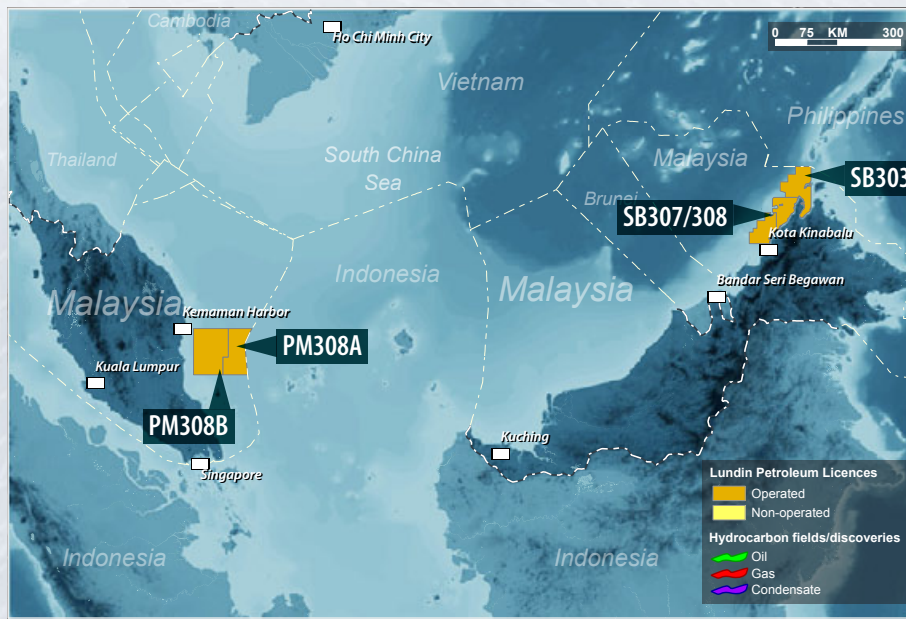 Cambodia
Ho Chi Minh City
0 75 KM 300
Vietnam
Philippines
Thailand
South China
Sea
Malaysia
Brunei
SB303
SB307/308
Kota Kinabalu
Indonesia
Malaysia
Bandar Seri Begawan
Malaysia
Kemaman Harbor
PM308A
Kuala Lumpur
PM308B
Kuching
Singapore
Indonesia
Indonesia
Lundin Petroleum Licences
Operated
Non-operated
Hydrocarbon fields/discoveries
Oil
Gas
Condensate